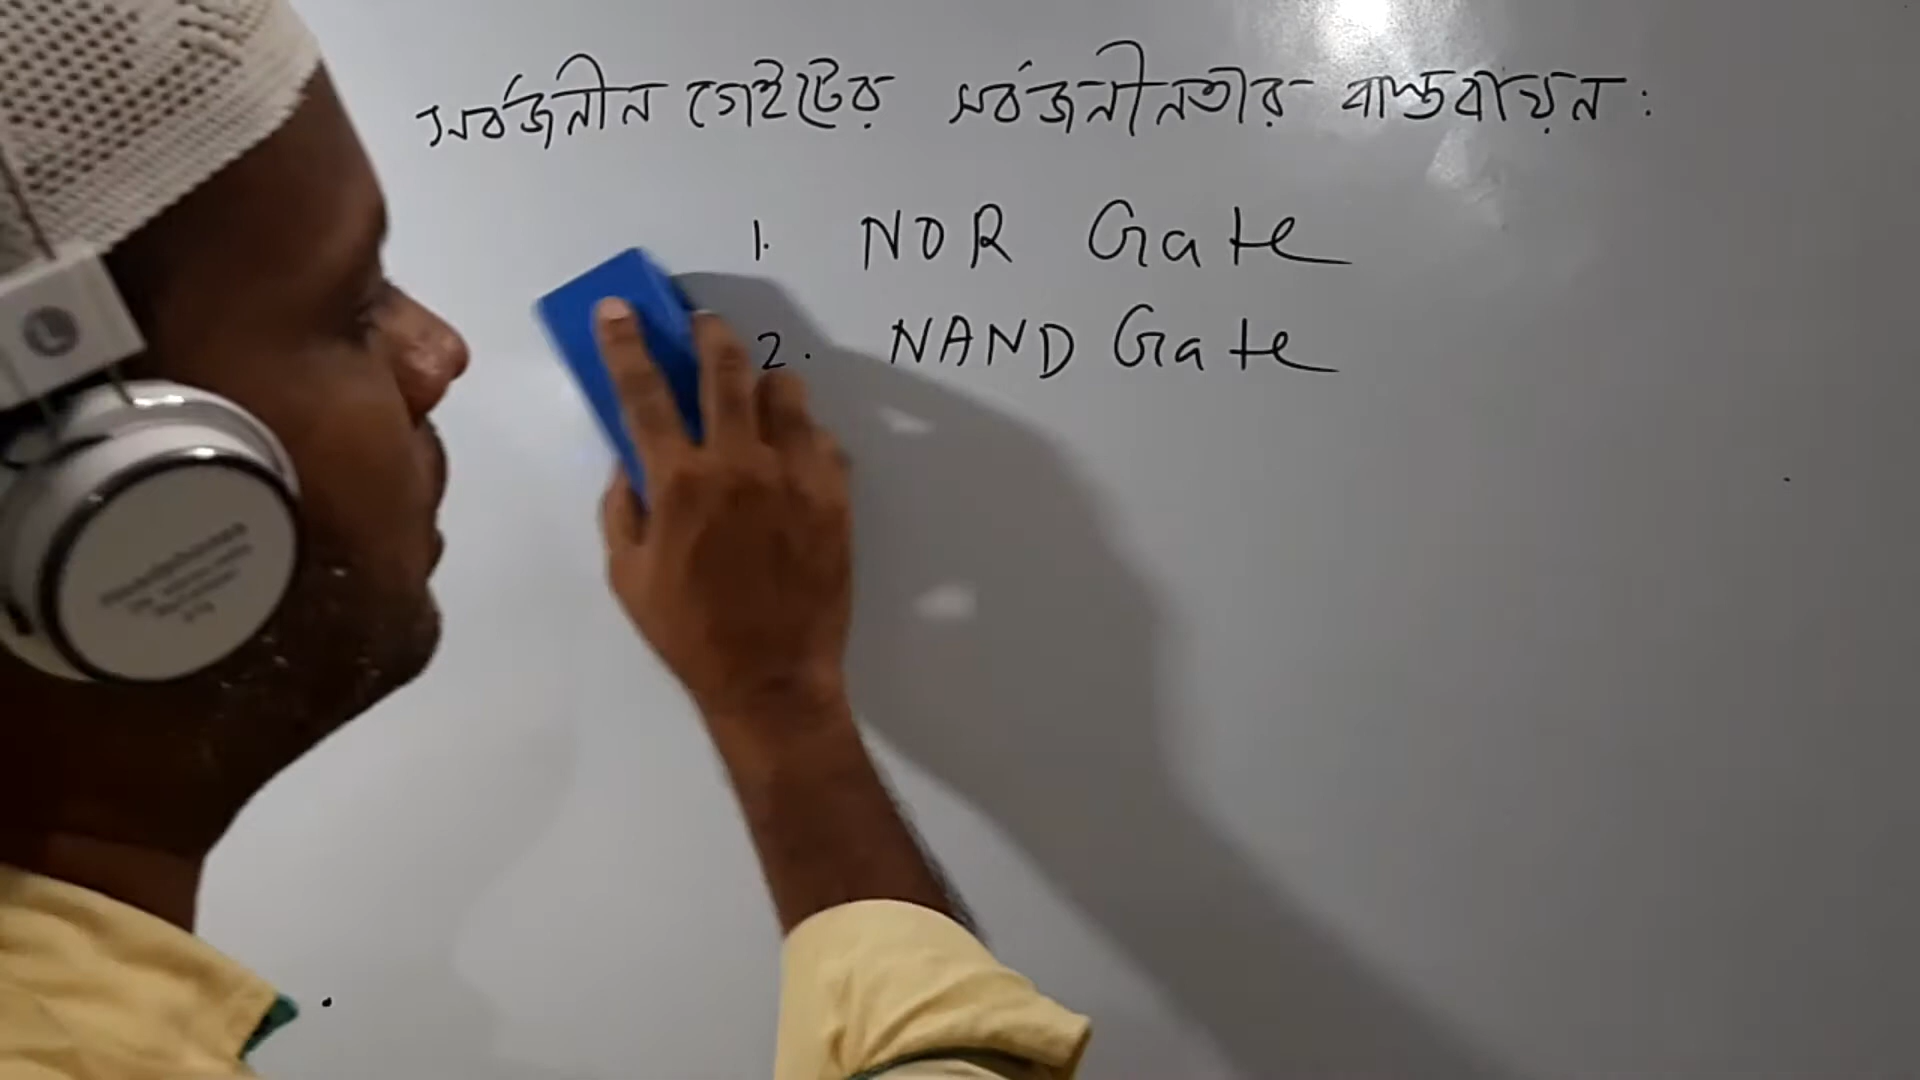 সর্বজনীন গেইটের সর্বজনীনতার বাস্তবায়ন:
1. NOR Gate
2. NAND Gate
L